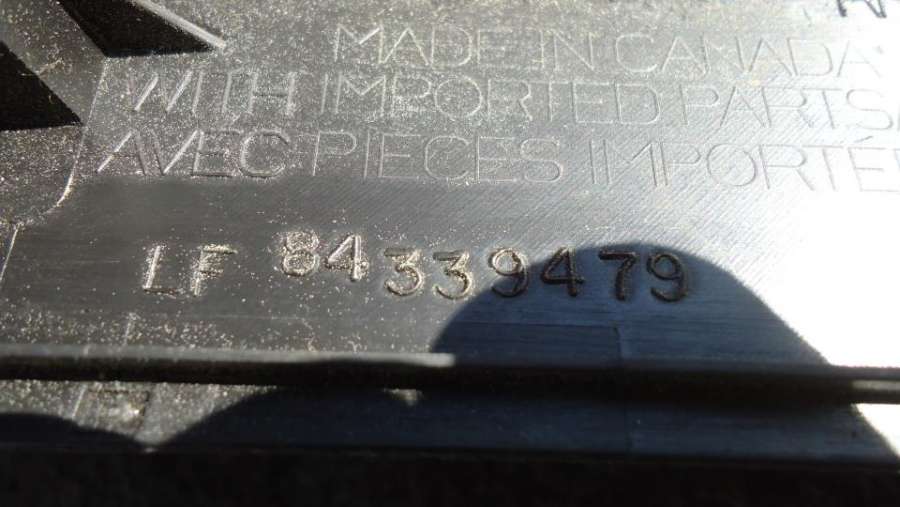 MADE IN CANADA
WITH IMPORTED PARTS
AVEC PIECES IMPORTÉ
LF 84339479